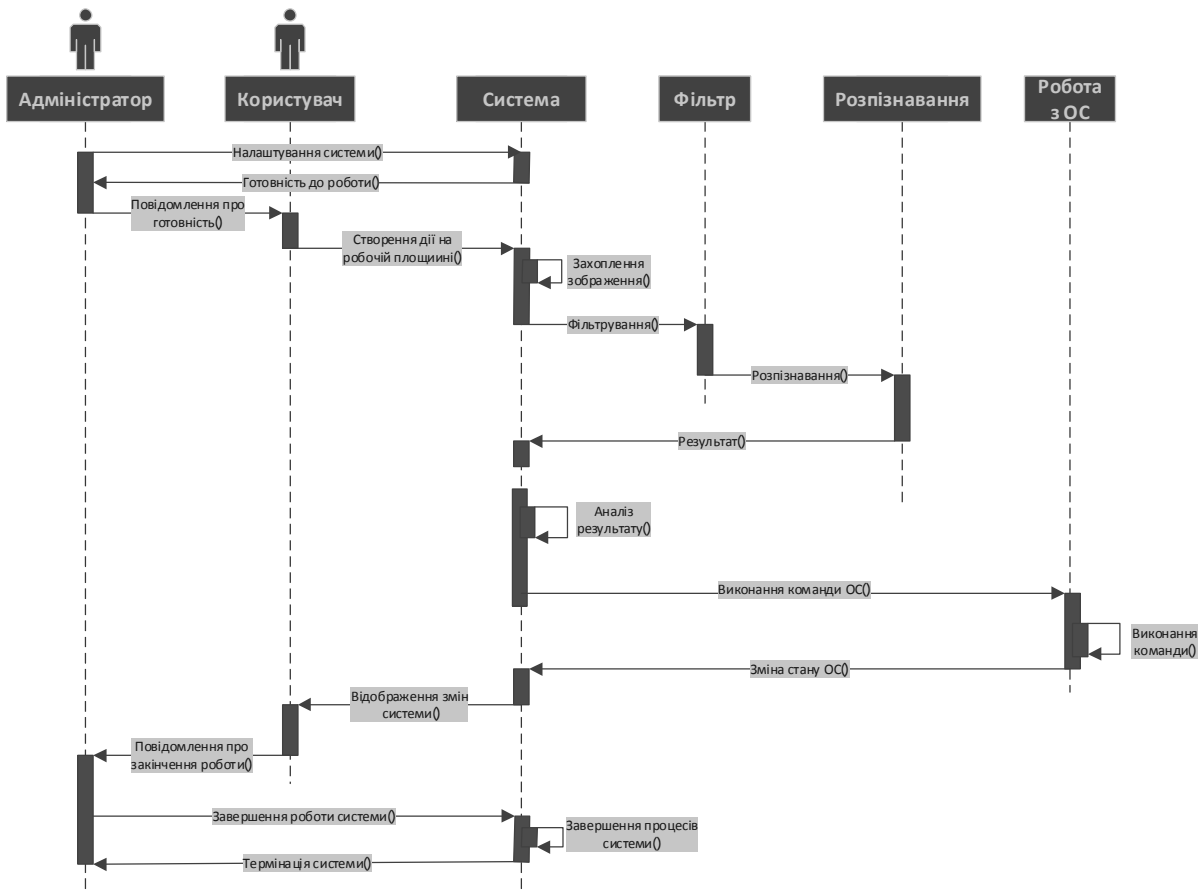 Адміністратор
Користувач
Система
Фільтр
Розпізнавання
Робота
з ОС
Налаштування системи()
Готовність до роботи()
Повідомлення про
готовність()
Створення дії на
робочій площиині()
Захоплення
зображення()
Фільтрування()
Розпізнавання()
Результат()
Аналіз
результату()
Виконання команди ОС()
Виконання
команди()
Зміна стану ОС()
Відображення змін
системи()
Повідомлення про
закінчення роботи()
Завершення роботи системи()
Завершення процесів
системи()
Термінація системи()